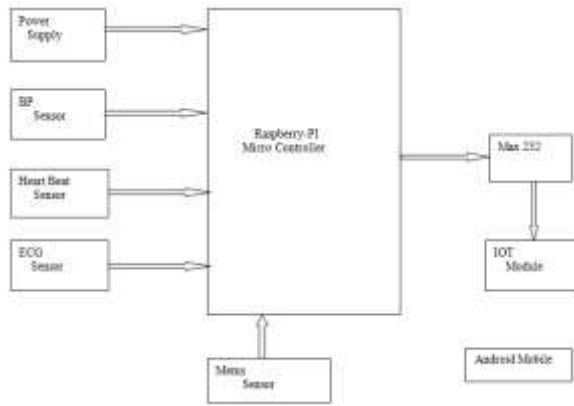 Power
Supply
BP
Sensor
Heart Beat
Sensor
ECG
Sensor
Raspberry-PI
Micro Controller
Max 232
IOT
Module
Mems
Sensor
Android Mobile